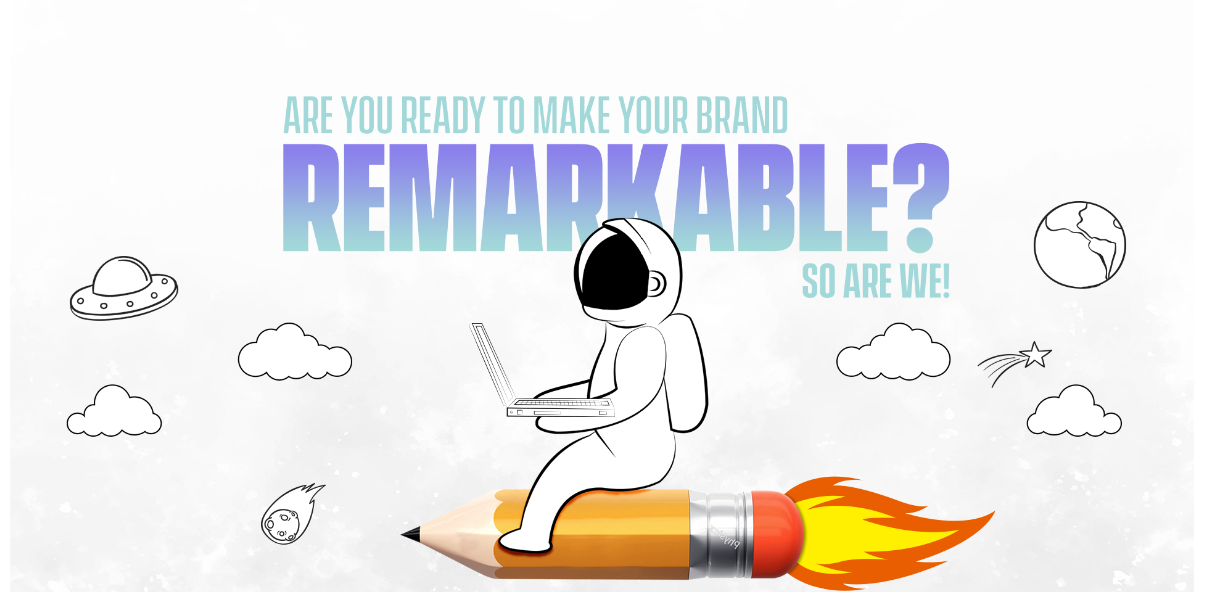 ARE YOU READY TO MAKE YOUR BRAND
REMARKABLE?
SO ARE WE!